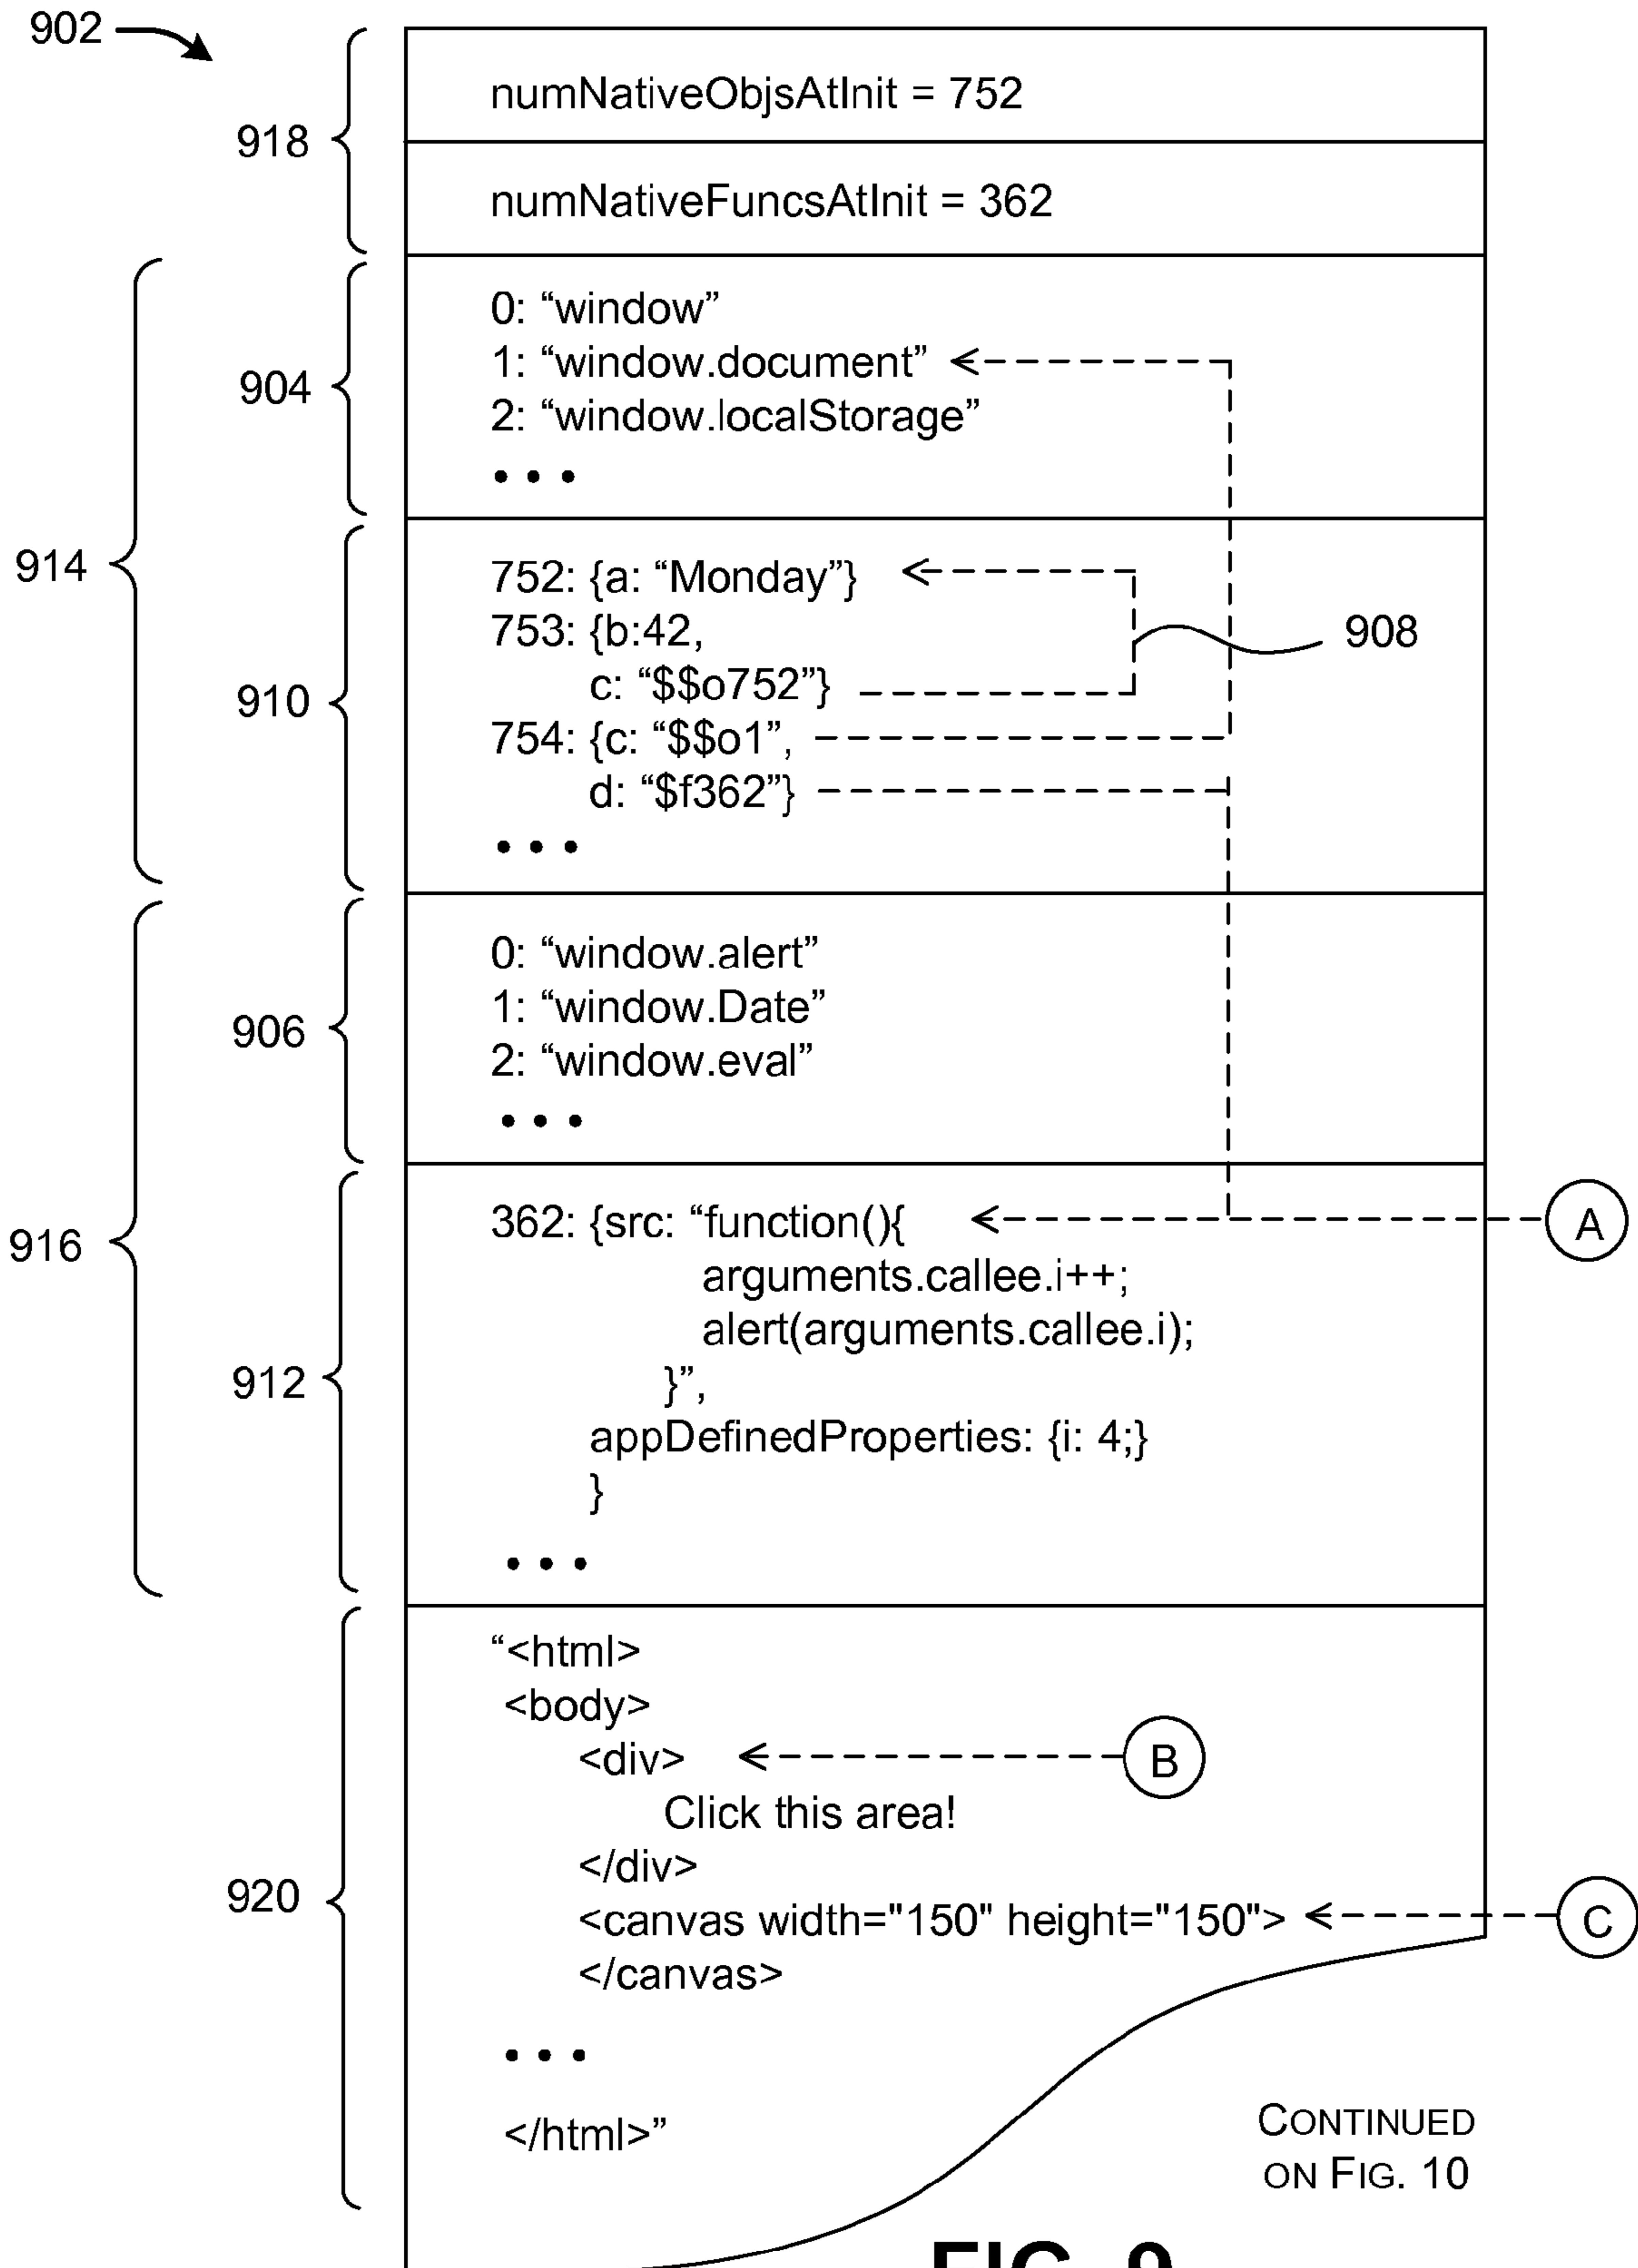 902
918
numNativeObjsAtInit = 752
numNativeFuncsAtInit = 362
914
904
0: “window”
1: “window.document”
2: “window.localStorage”
• • •
910
752: {a: “Monday”}
753: {b:42,
c: “$$o752”}
754: {c: “$$o1”,
d: “$f362”}
• • •
908
916
906
0: “window.alert”
1: “window.Date”
2: “window.eval”
• • •
912
362: {src: “function(){
arguments.callee.i++;
alert(arguments.callee.i);
}”,
appDefinedProperties: {i: 4;}
}
• • •
A
920
“<html>
<body>
<div>
B
Click this area!
</div>
<canvas width="150" height="150">
C
</canvas>
• • •
</html>”
CONTINUED
ON FIG. 10
FIG. 9